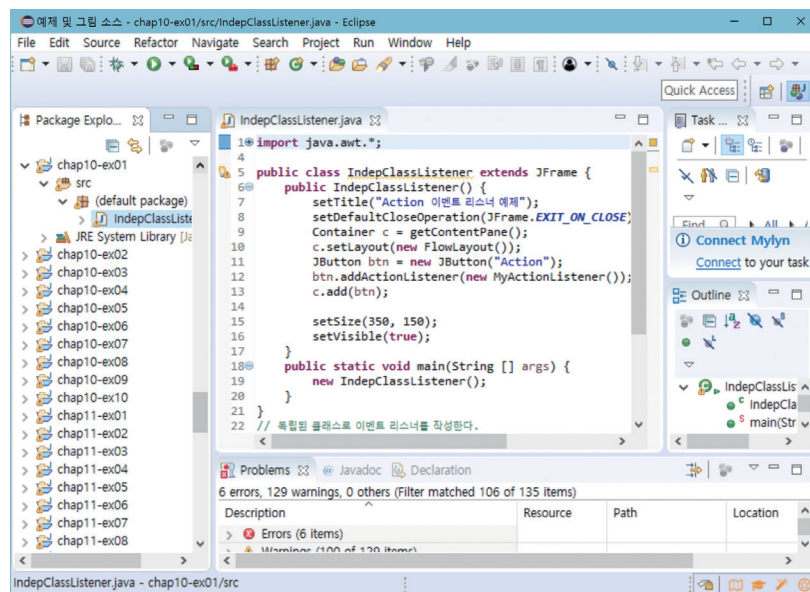 예제 및 그림 소스 - chap10-ex01/src/IndepClassListener.java - Eclipse
File Edit Source Refactor Navigate Search Project Run Window Help
Quick Access
Package Explo...
chap10-ex01
src
(default package)
IndepClassListe
JRE System Library [Ja
chap10-ex02
chap10-ex03
chap10-ex04
chap10-ex05
chap10-ex06
chap10-ex07
chap10-ex08
chap10-ex09
chap10-ex10
chap11-ex01
chap11-ex02
chap11-ex03
chap11-ex04
chap11-ex05
chap11-ex06
chap11-ex07
chap11-ex08
IndepClassListener.java
1 import java.awt.*;
4
5 public class IndepClassListener extends JFrame {
6 public IndepClassListener() {
7 setTitle("Action 이벤트 리스너 예제");
8 setDefaultCloseOperation(JFrame.EXIT_ON_CLOSE)
9 Container c = getContentPane();
10 c.setLayout(new FlowLayout());
11 JButton btn = new JButton("Action");
12 btn.addActionListener(new MyActionListener());
13 c.add(btn);
14
15 setSize(350, 150);
16 setVisible(true);
17 }
18 public static void main(String [] args) {
19 new IndepClassListener();
20 }
21 }
22 // 독립된 클래스로 이벤트 리스너를 작성한다.
Task ...
Find All
Connect Mylyn
Connect to your task
Outline
IndepClassLis
IndepCla
main(Str
Problems Javadoc Declaration
6 errors, 129 warnings, 0 others (Filter matched 106 of 135 items)
Description Resource Path Location
Errors (6 items)
Warnings (100 of 129 items)
IndepClassListener.java - chap10-ex01/src